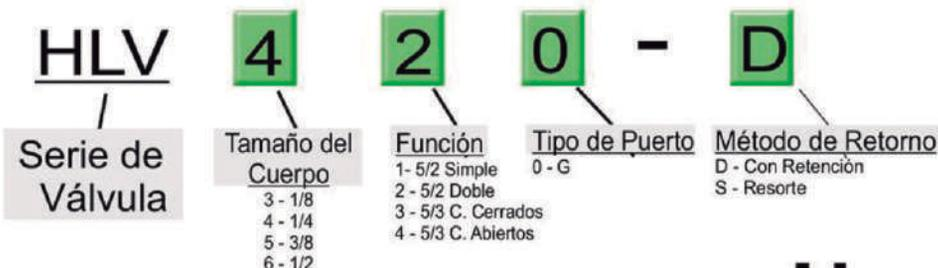 HLV 4 2 0 - D
Serie de
Válvula
Tamaño del
Cuerpo
3 - 1/8
4 - 1/4
5 - 3/8
6 - 1/2
Función
1- 5/2 Simple
2 - 5/2 Doble
3 - 5/3 C. Cerrados
4 - 5/3 C. Abiertos
Tipo de Puerto
0 - G
Método de Retorno
D - Con Retención
S - Resorte